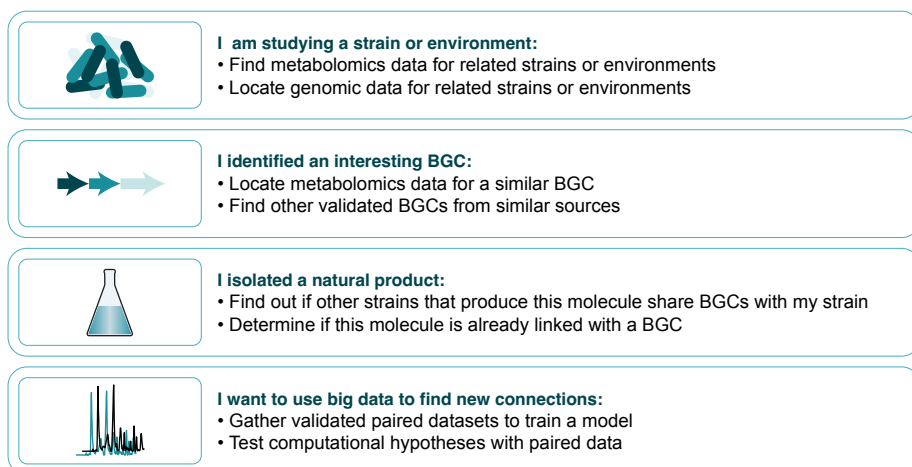 I am studying a strain or environment:
• Find metabolomics data for related strains or environments
• Locate genomic data for related strains or environments
I identified an interesting BGC:
• Locate metabolomics data for a similar BGC
• Find other validated BGCs from similar sources
I isolated a natural product:
• Find out if other strains that produce this molecule share BGCs with my strain
• Determine if this molecule is already linked with a BGC
I want to use big data to find new connections:
• Gather validated paired datasets to train a model
• Test computational hypotheses with paired data